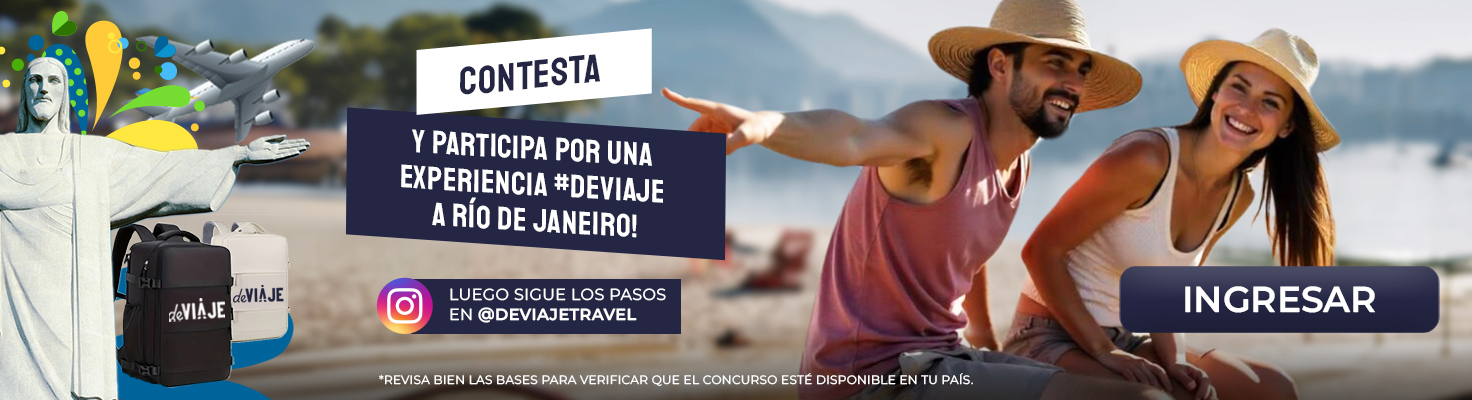 CONTESTA
Y PARTICIPA POR UNA
EXPERIENCIA #DEVIAJE
A RÍO DE JANEIRO!
deVIAJE
deVIAJE
LUEGO SIGUE LOS PASOS
EN @DEVIAJETRAVEL
INGRESAR
*REVISA BIEN LAS BASES PARA VERIFICAR QUE EL CONCURSO ESTÉ DISPONIBLE EN TU PAÍS.